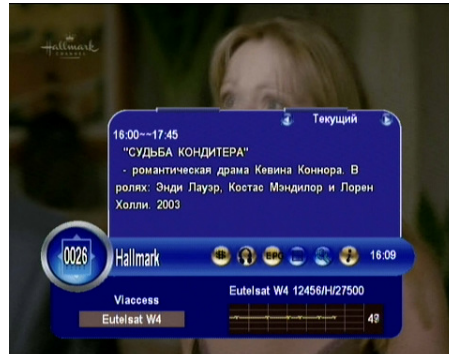 Hallmark
CHANNEL
Текущий
16:00~~17:45
"СУДЬБА КОНДИТЕРА"
- романтическая драма Кевина Коннора. В
ролях: Энди Лауэр, Костас Мэндилор и Лорен
Холли. 2003
0026 Hallmark EPG i 16:09
Viaccess
Eutelsat W4 12456/H/27500
Eutelsat W4